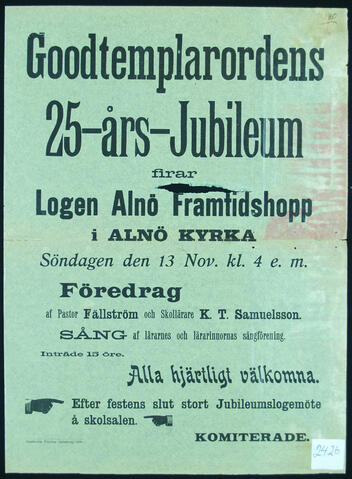 Goodtemplarordens
25-års-Jubileum
firar
Logen Alnö Framtidshopp
i ALNÖ KYRKA
Söndagen den 13 Nov. kl. 4 e. m.
Föredrag
af Pastor Fällström och Skollärare K. T. Samuelsson.
SÅNG af lärarnes och lärarinnornas sångförening.
Inträde 15 öre.
Alla hjärtligt välkomna.
Efter festens slut stort Jubileumslogemöte
å skolsalen.
KOMITERADE.
242b